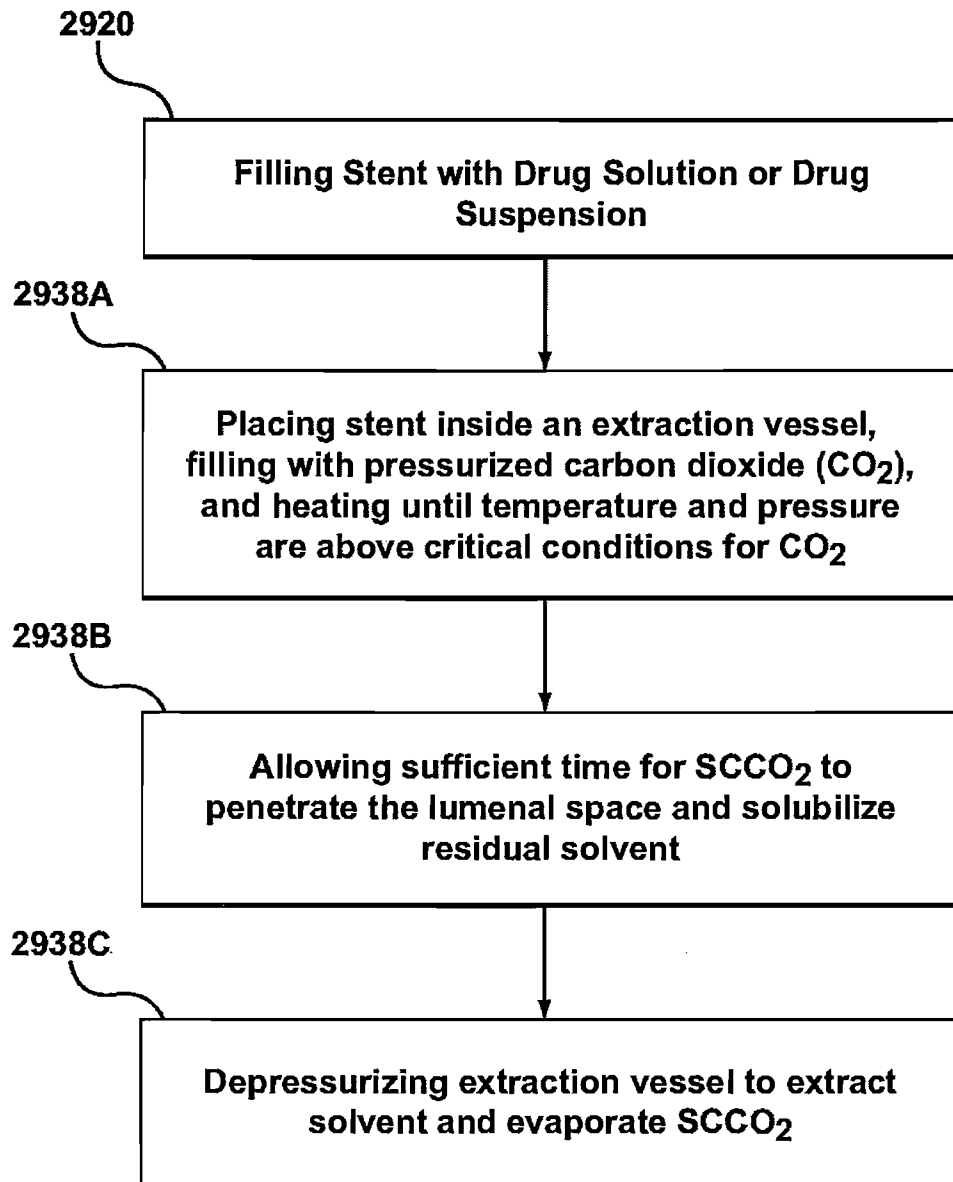 2920
Filling Stent with Drug Solution or Drug
Suspension
2938A
Placing stent inside an extraction vessel,
filling with pressurized carbon dioxide (CO₂),
and heating until temperature and pressure
are above critical conditions for CO₂
2938B
Allowing sufficient time for SCCO₂ to
penetrate the lumenal space and solubilize
residual solvent
2938C
Depressurizing extraction vessel to extract
solvent and evaporate SCCO₂